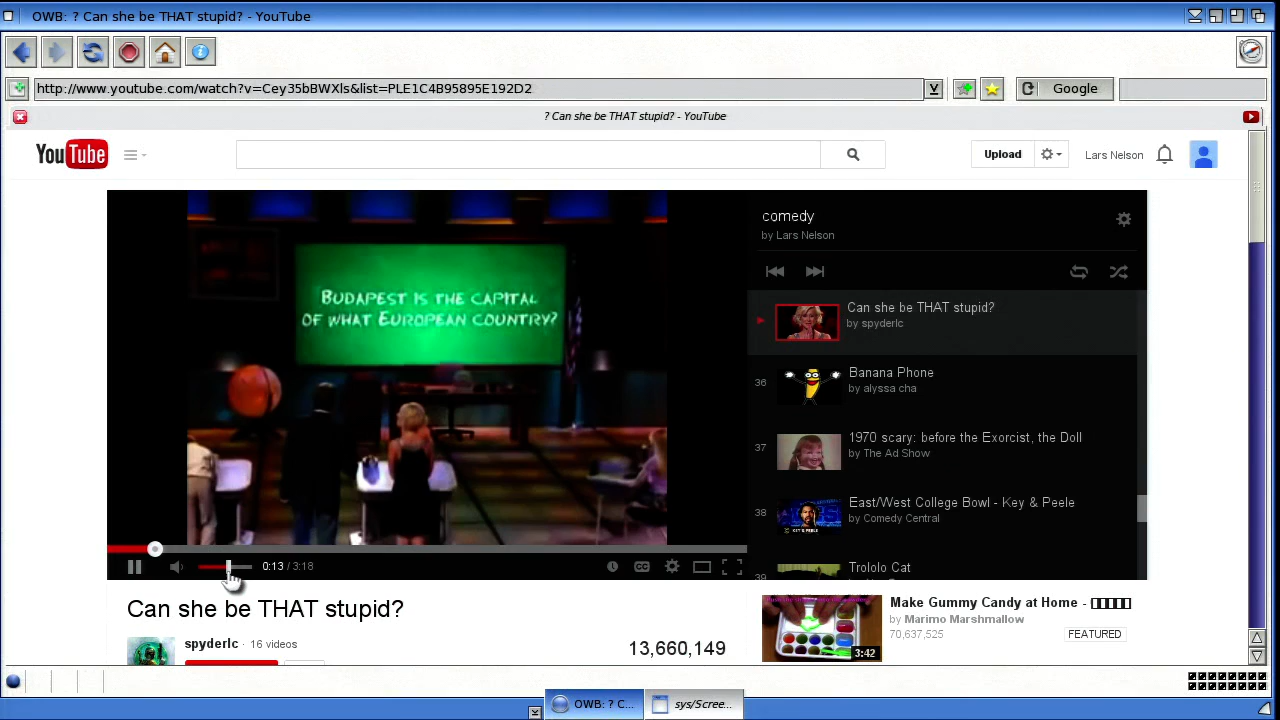 OWB: ? Can she be THAT stupid? - YouTube
http://www.youtube.com/watch?v=Cey35bBWXls&list=PLE1C4B95895E192D2
Google
? Can she be THAT stupid? - YouTube
YouTube
Upload
Lars Nelson
BUDAPEST IS THE CAPITAL
OF WHAT EUROPEAN COUNTRY?
comedy
by Lars Nelson
Can she be THAT stupid?
by spyderlc
36
Banana Phone
by alyssa cha
37
1970 scary: before the Exorcist, the Doll
by The Ad Show
38
East/West College Bowl - Key & Peele
by Comedy Central
39
Trololo Cat
0:13 / 3:18
CC
Can she be THAT stupid?
spyderlc · 16 videos
13,660,149
Make Gummy Candy at Home - □□□□□
by Marimo Marshmallow
70,637,525
FEATURED
3:42
OWB: ? C...
sys/Scree...